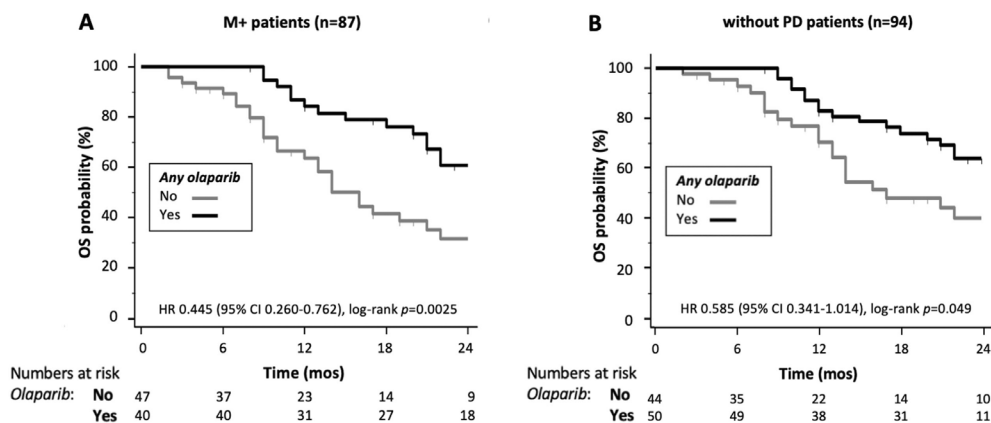 A
M+ patients (n=87)
OS probability (%)
100
80
60
40
20
0
Any olaparib
No
Yes
HR 0.445 (95% CI 0.260-0.762), log-rank p=0.0025
0 6 12 18 24
Numbers at risk
Time (mos)
Olaparib: No 47 37 23 14 9
Yes 40 40 31 27 18
B
without PD patients (n=94)
OS probability (%)
100
80
60
40
20
0
Any olaparib
No
Yes
HR 0.585 (95% CI 0.341-1.014), log-rank p=0.049
0 6 12 18 24
Numbers at risk
Time (mos)
Olaparib: No 44 35 22 14 10
Yes 50 49 38 31 11